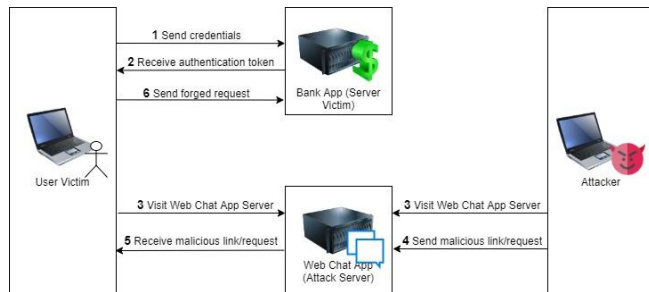 1 Send credentials
2 Receive authentication token
6 Send forged request
Bank App (Server
Victim)
User Victim
Attacker
3 Visit Web Chat App Server
3 Visit Web Chat App Server
5 Receive malicious link/request
4 Send malicious link/request
Web Chat App
(Attack Server)